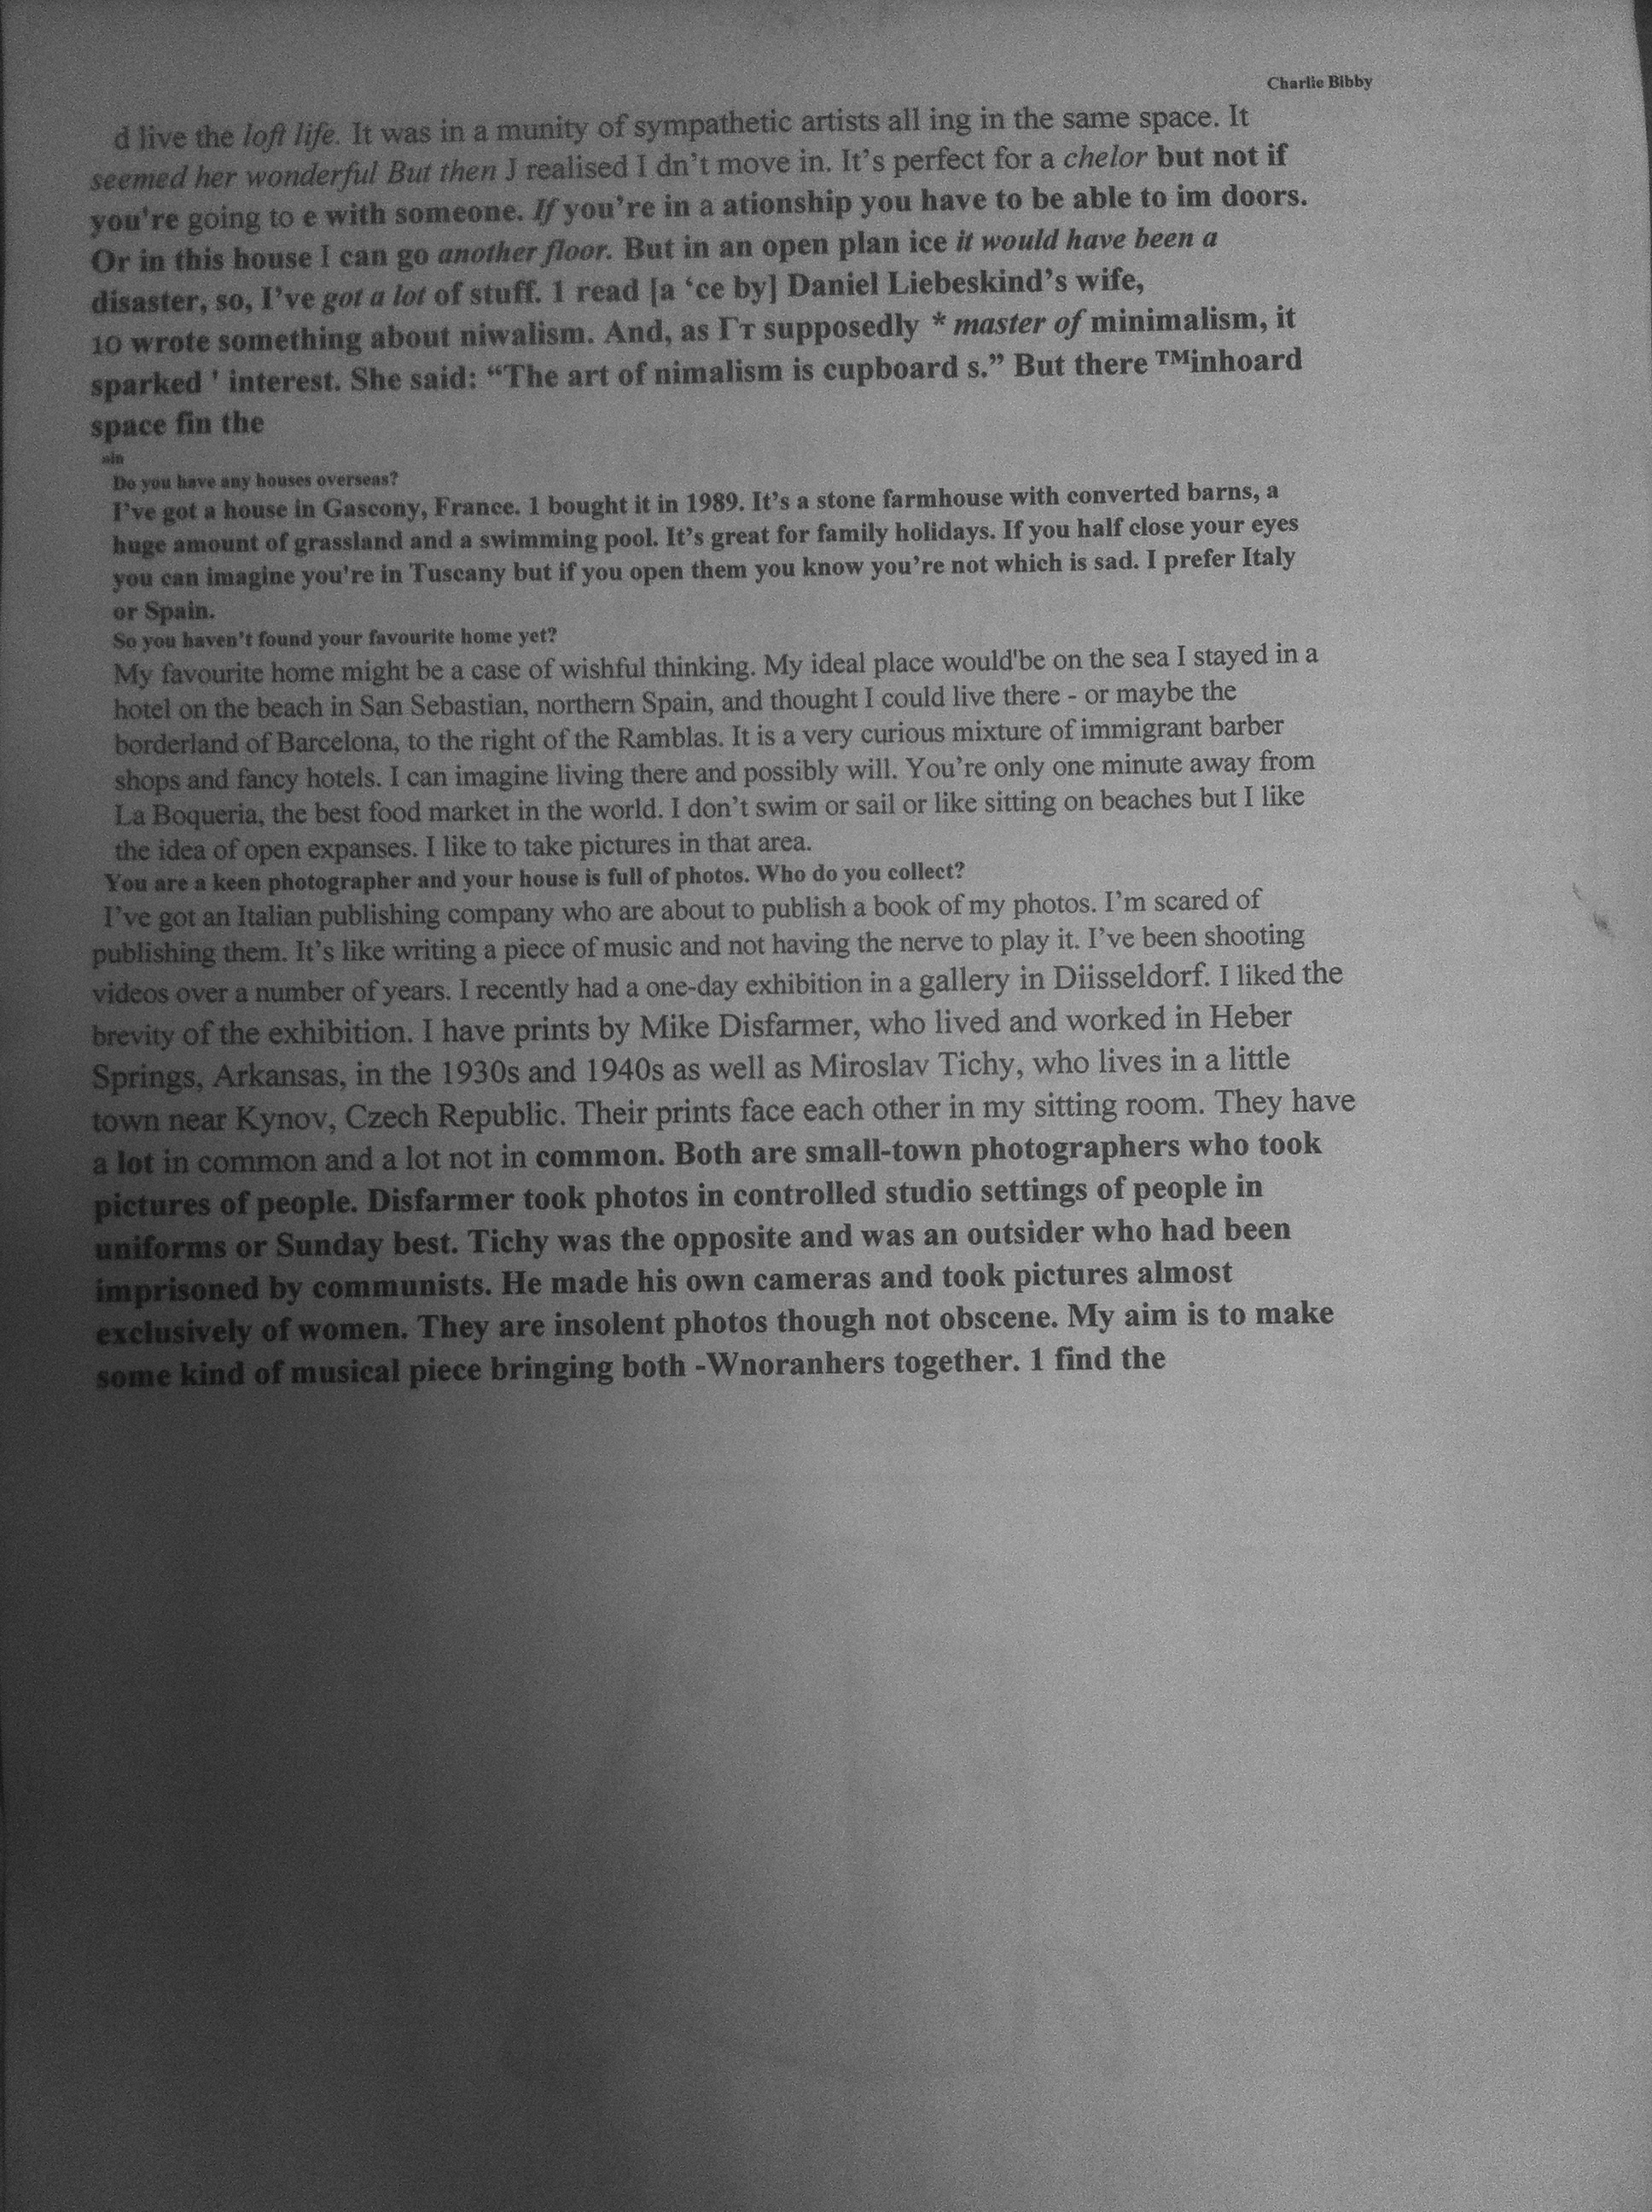 Charlie Bibby
d live the loft life. It was in a munity of sympathetic artists all ing in the same space. It
seemed her wonderful But then J realised I dn't move in. It's perfect for a chelor but not if
you're going to e with someone. If you're in a ationship you have to be able to im doors.
Or in this house I can go another floor. But in an open plan ice it would have been a
disaster, so, I've got a lot of stuff. 1 read [a ‘ce by] Daniel Liebeskind's wife,
10 wrote something about niwalism. And, as Гт supposedly * master of minimalism, it
sparked ' interest. She said: “The art of nimalism is cupboard s.” But there ™inhoard
space fin the
Do you have any houses overseas?
I've got a house in Gascony, France. 1 bought it in 1989. It's a stone farmhouse with converted barns, a
huge amount of grassland and a swimming pool. It's great for family holidays. If you half close your eyes
you can imagine you're in Tuscany but if you open them you know you're not which is sad. I prefer Italy
or Spain.
So you haven't found your favourite home yet?
My favourite home might be a case of wishful thinking. My ideal place would'be on the sea I stayed in a
hotel on the beach in San Sebastian, northern Spain, and thought I could live there - or maybe the
borderland of Barcelona, to the right of the Ramblas. It is a very curious mixture of immigrant barber
shops and fancy hotels. I can imagine living there and possibly will. You're only one minute away from
La Boqueria, the best food market in the world. I don't swim or sail or like sitting on beaches but I like
the idea of open expanses. I like to take pictures in that area.
You are a keen photographer and your house is full of photos. Who do you collect?
I've got an Italian publishing company who are about to publish a book of my photos. I'm scared of
publishing them. It's like writing a piece of music and not having the nerve to play it. I've been shooting
videos over a number of years. I recently had a one-day exhibition in a gallery in Diisseldorf. I liked the
brevity of the exhibition. I have prints by Mike Disfarmer, who lived and worked in Heber
Springs, Arkansas, in the 1930s and 1940s as well as Miroslav Tichy, who lives in a little
town near Kynov, Czech Republic. Their prints face each other in my sitting room. They have
a lot in common and a lot not in common. Both are small-town photographers who took
pictures of people. Disfarmer took photos in controlled studio settings of people in
uniforms or Sunday best. Tichy was the opposite and was an outsider who had been
imprisoned by communists. He made his own cameras and took pictures almost
exclusively of women. They are insolent photos though not obscene. My aim is to make
some kind of musical piece bringing both -Wnoranhers together. 1 find the